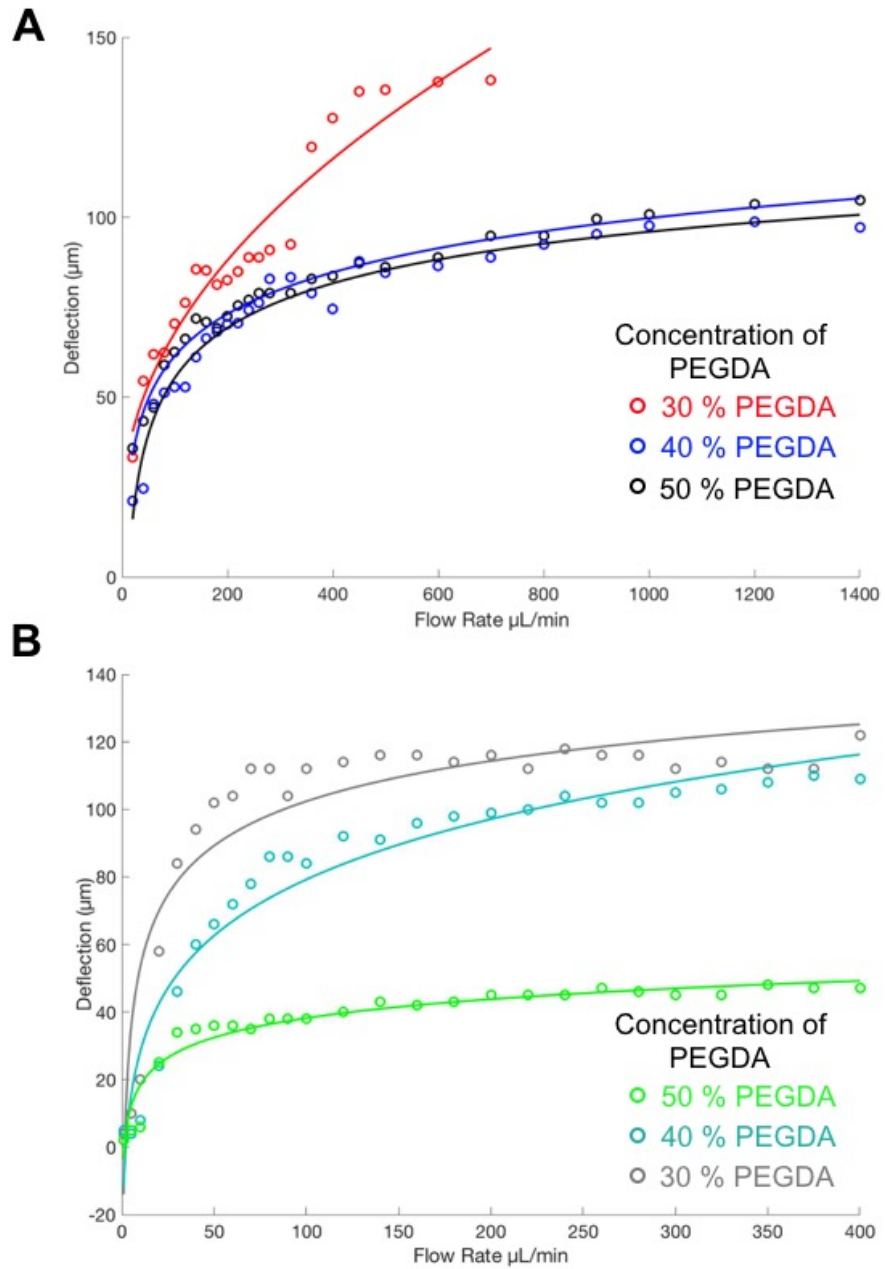 A
150
100
50
0
Deflection (µm)
0 200 400 600 800 1000 1200 1400
Flow Rate µL/min
Concentration of
PEGDA
30 % PEGDA
40 % PEGDA
50 % PEGDA
B
140
120
100
80
60
40
20
0
-20
Deflection (µm)
0 50 100 150 200 250 300 350 400
Flow Rate µL/min
Concentration of
PEGDA
50 % PEGDA
40 % PEGDA
30 % PEGDA